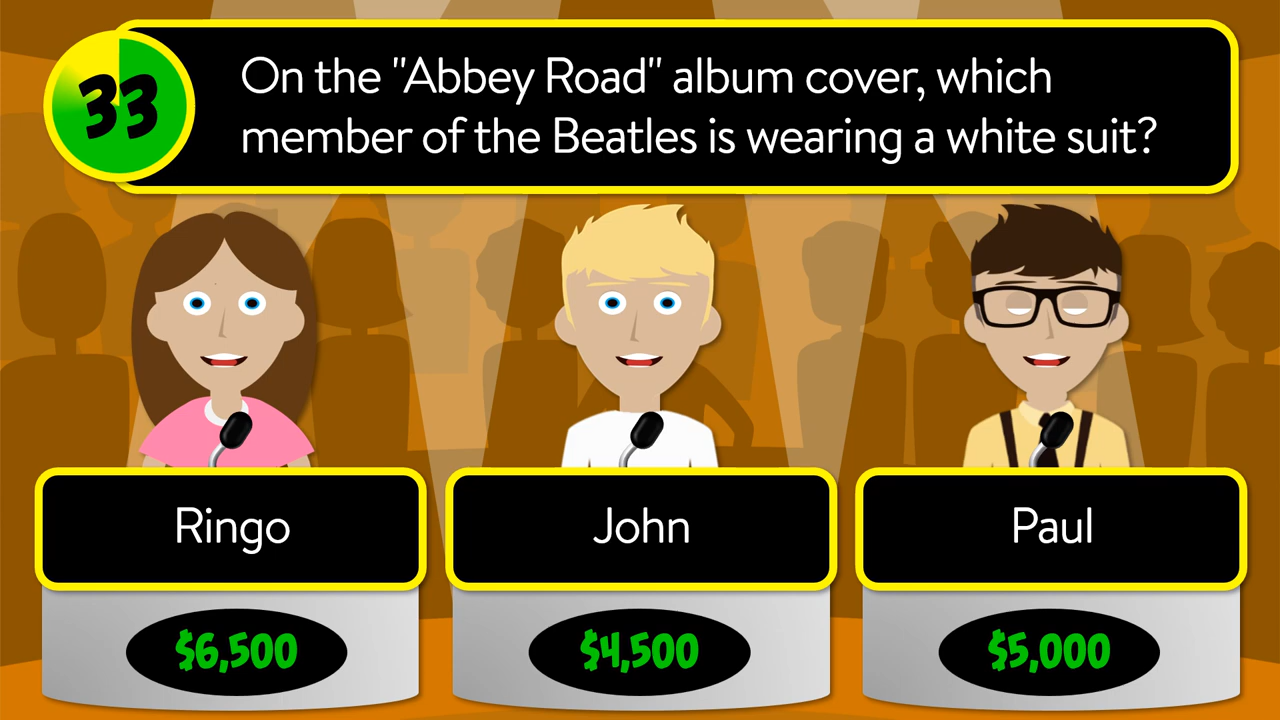 33
On the "Abbey Road" album cover, which
member of the Beatles is wearing a white suit?
Ringo
John
Paul
$6,500
$4,500
$5,000